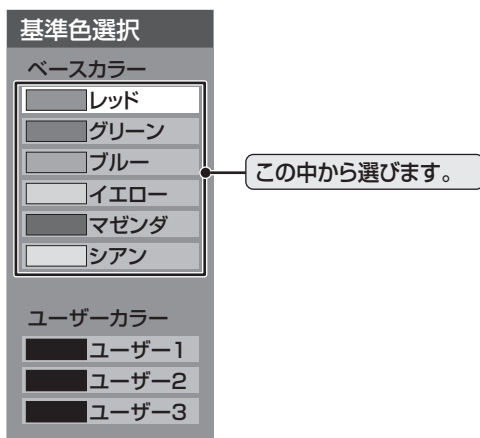 基準色選択
ベースカラー
レッド
グリーン
ブルー
イエロー
マゼンダ
シアン
この中から選びます。
ユーザーカラー
ユーザー1
ユーザー2
ユーザー3